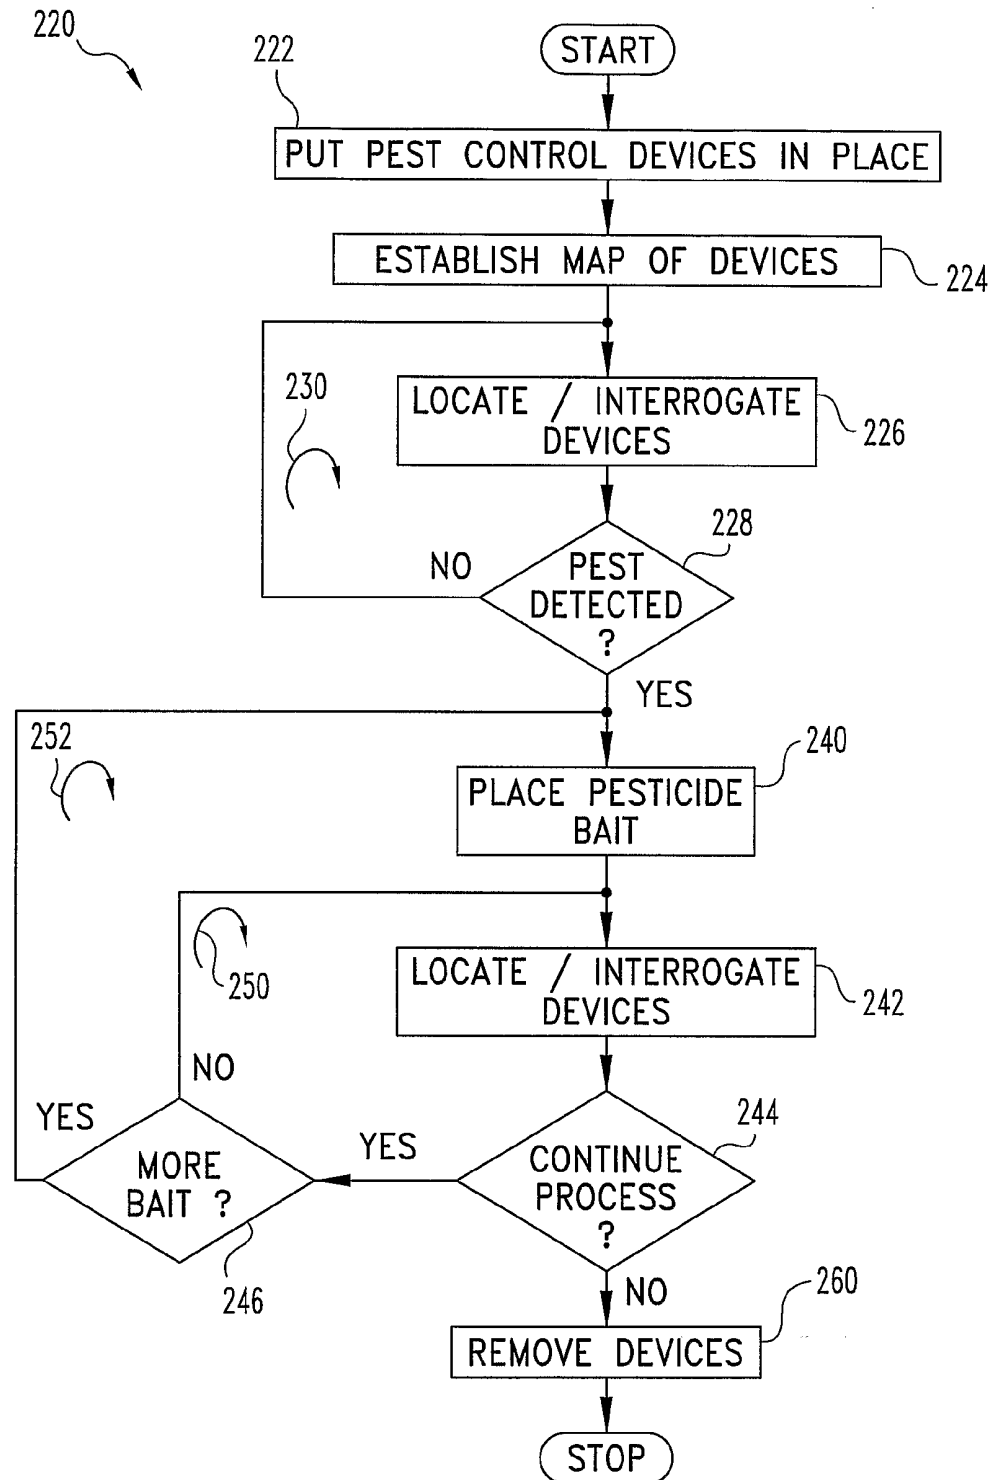 220
START
222
PUT PEST CONTROL DEVICES IN PLACE
ESTABLISH MAP OF DEVICES
224
230
LOCATE / INTERROGATE
DEVICES
226
228
NO
PEST
DETECTED
?
YES
252
240
PLACE PESTICIDE
BAIT
250
LOCATE / INTERROGATE
DEVICES
242
NO
YES
244
YES
MORE
BAIT ?
CONTINUE
PROCESS
?
246
NO
260
REMOVE DEVICES
STOP